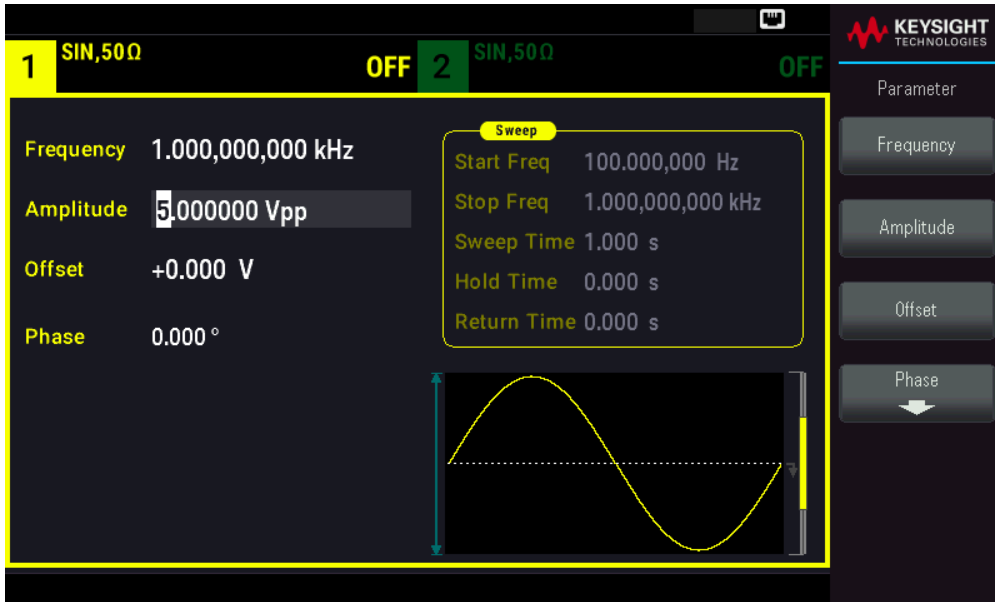 1 SIN,50Ω OFF 2 SIN,50Ω OFF
KEYSIGHT
TECHNOLOGIES
Parameter
Frequency 1.000,000,000 kHz
Amplitude 5.000000 Vpp
Offset +0.000 V
Phase 0.000 °
Sweep
Start Freq 100.000,000 Hz
Stop Freq 1.000,000,000 kHz
Sweep Time 1.000 s
Hold Time 0.000 s
Return Time 0.000 s
Frequency
Amplitude
Offset
Phase